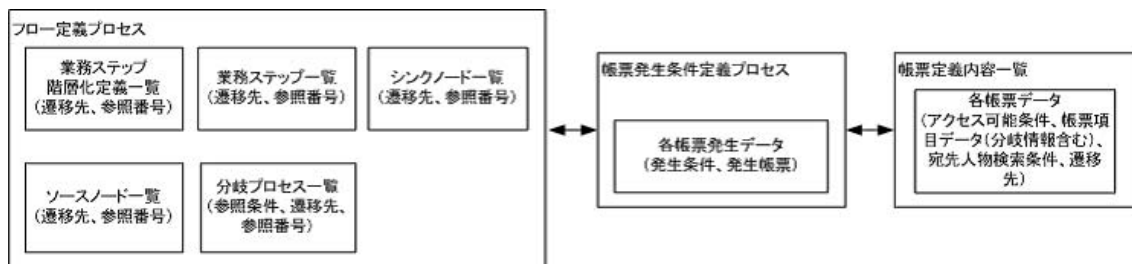 フロー定義プロセス
業務ステップ
階層化定義一覧
(遷移先、参照番号)
業務ステップ一覧
(遷移先、参照番号)
シンクノード一覧
(遷移先、参照番号)
ソースノード一覧
(遷移先、参照番号)
分岐プロセス一覧
(参照条件、遷移先、
参照番号)
帳票発生条件定義プロセス
各帳票発生データ
(発生条件、発生帳票)
帳票定義内容一覧
各帳票データ
(アクセス可能条件、帳票項
目データ(分岐情報含む)、
宛先人物検索条件、遷移
先)